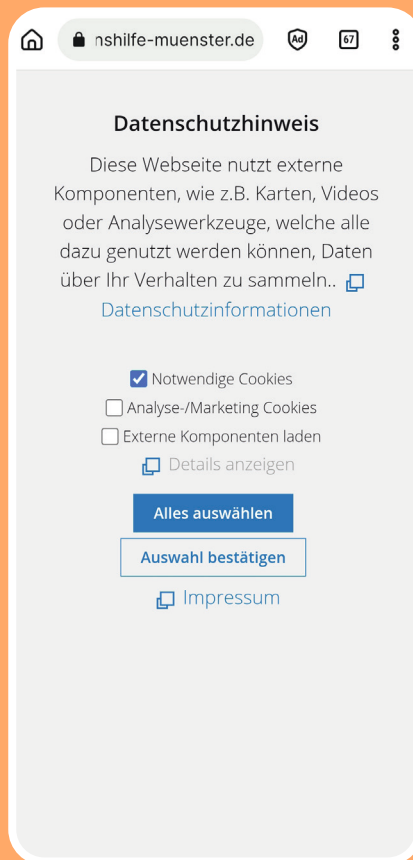 nshilfe-muenster.de Ad 67
Datenschutzhinweis
Diese Webseite nutzt externe
Komponenten, wie z.B. Karten, Videos
oder Analysewerkzeuge, welche alle
dazu genutzt werden können, Daten
über Ihr Verhalten zu sammeln..
Datenschutzinformationen
Notwendige Cookies
Analyse-/Marketing Cookies
Externe Komponenten laden
Details anzeigen
Alles auswählen
Auswahl bestätigen
Impressum